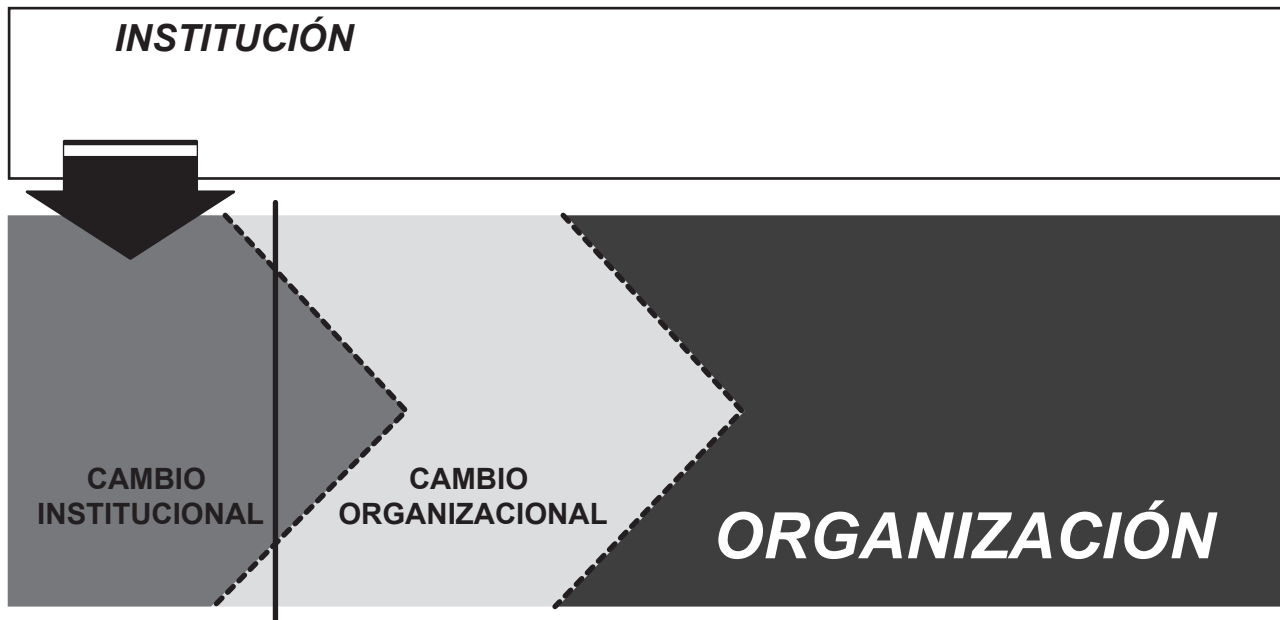 INSTITUCIÓN
CAMBIO
INSTITUCIONAL
CAMBIO
ORGANIZACIONAL
ORGANIZACIÓN